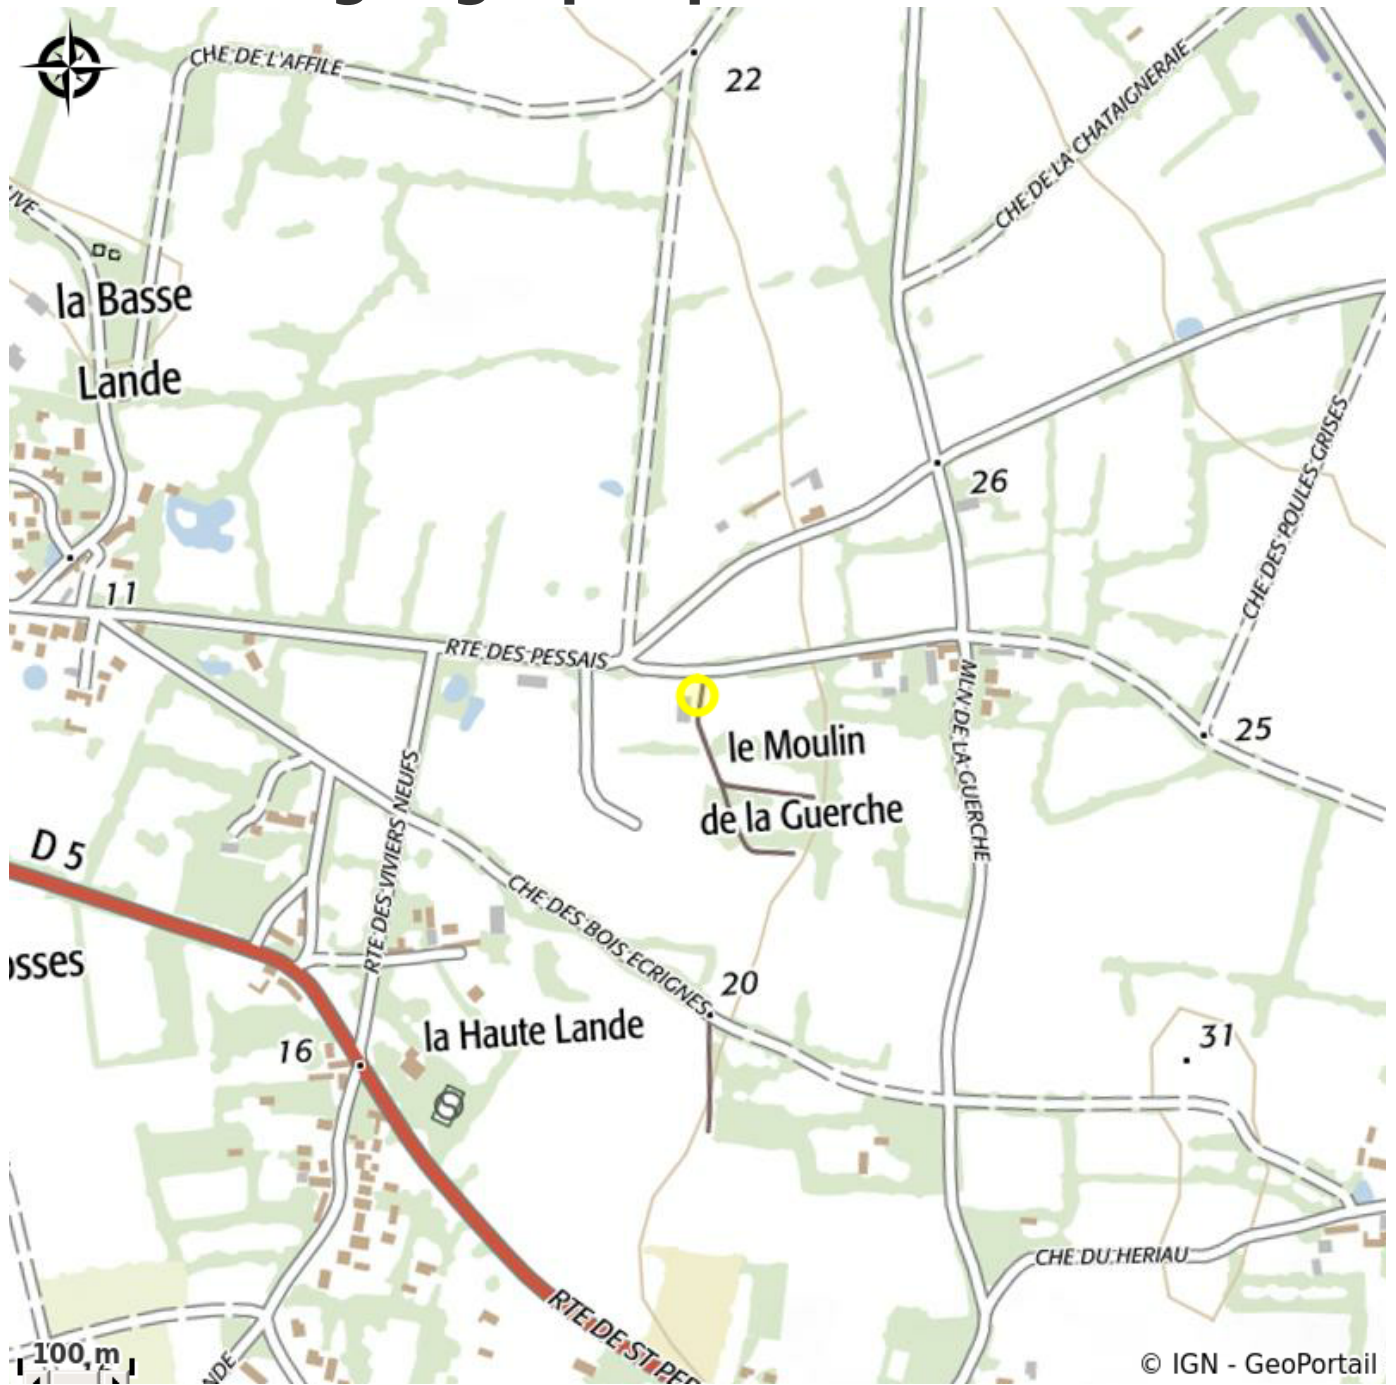 CHE DE L'AFFILE
22
CHE DE LA CHATAIGNERAIE
la Basse
Lande
26
CHE DES POULES GRISES
11
RTE DES PESSAIS
MLN DE LA GUERCHE
25
le Moulin
de la Guerche
RTE DES VIVIERS NEUFS
D 5
CHE DES BOIS ECRIGNES
20
la Haute Lande
16
31
CHE DU HERIAU
RTE DE ST PER
100 m
© IGN - GeoPortail